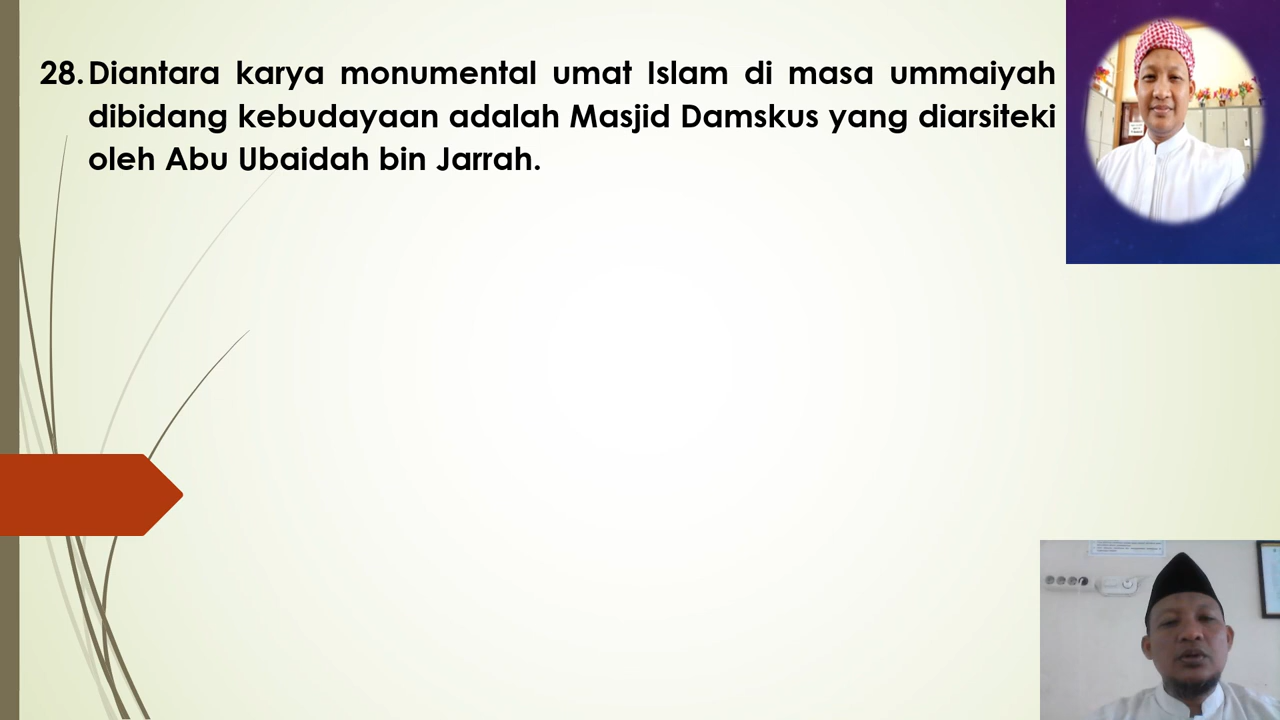 28. Diantara karya monumental umat Islam di masa ummaiyah
dibidang kebudayaan adalah Masjid Damskus yang diarsiteki
oleh Abu Ubaidah bin Jarrah.